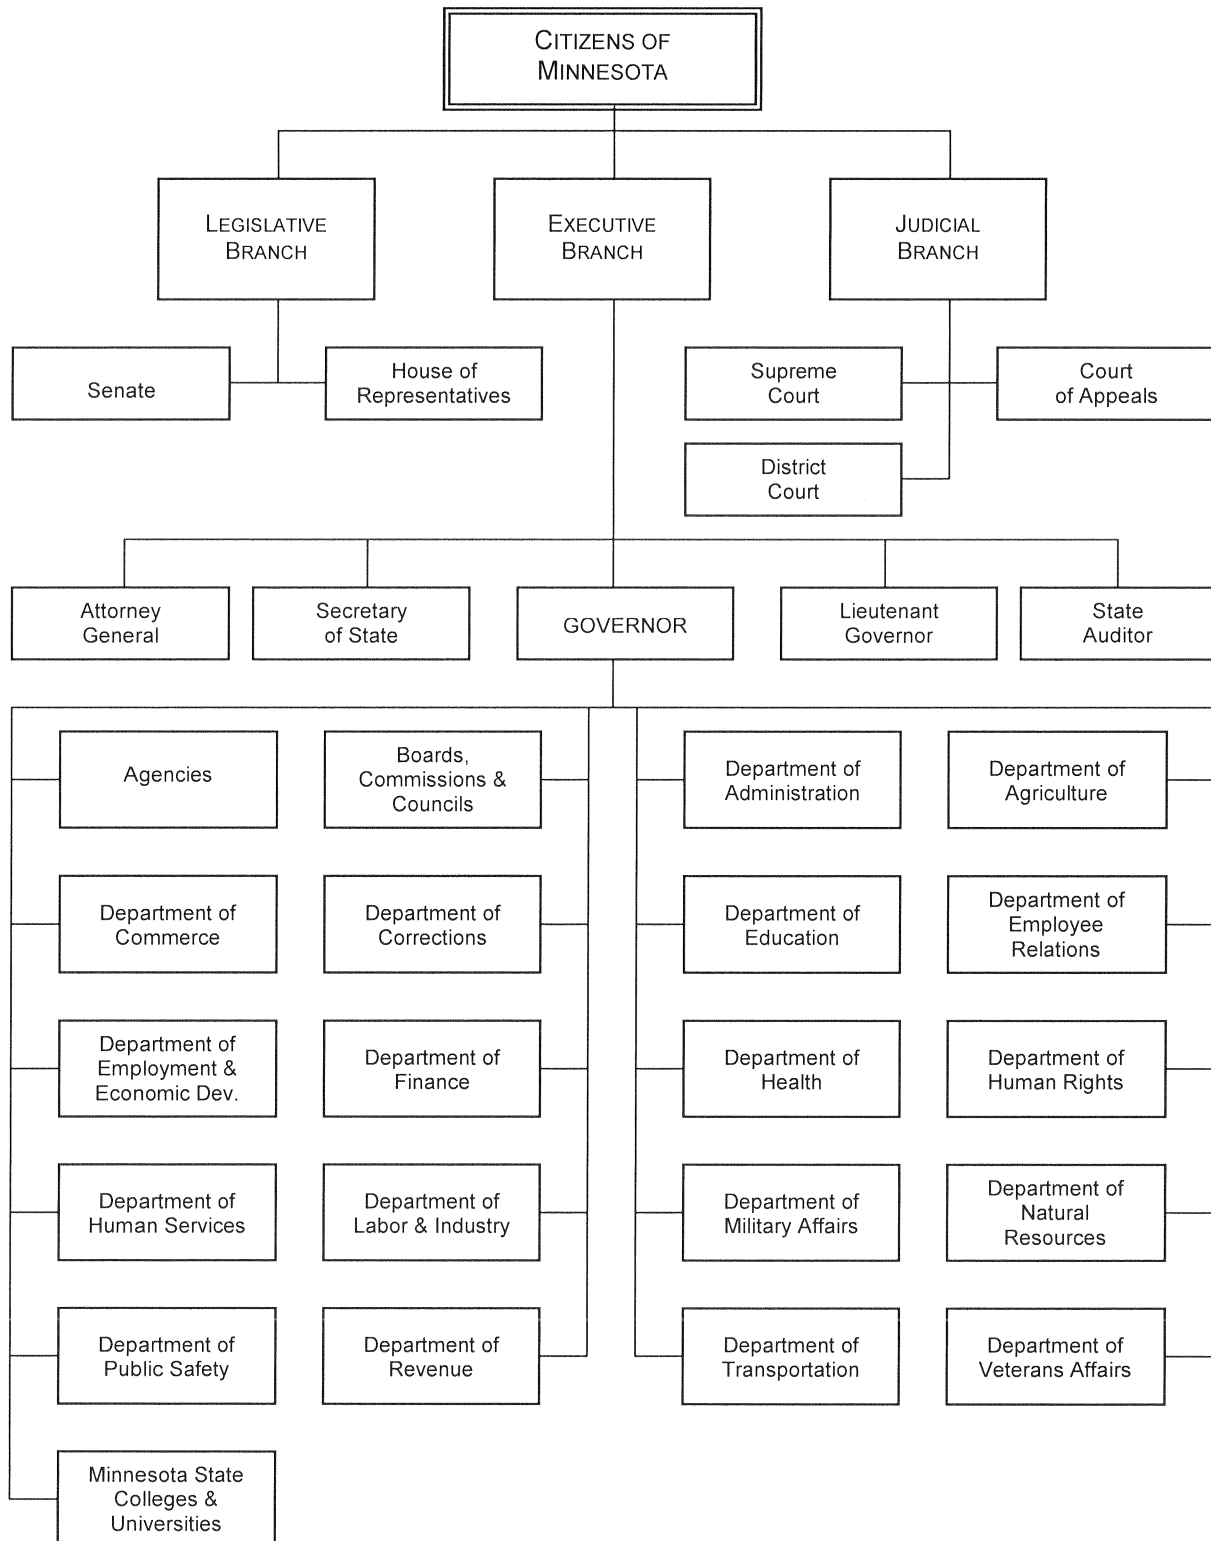 CITIZENS OF
MINNESOTA
LEGISLATIVE
BRANCH
EXECUTIVE
BRANCH
JUDICIAL
BRANCH
Senate
House of
Representatives
Supreme
Court
Court
of Appeals
District
Court
Attorney
General
Secretary
of State
GOVERNOR
Lieutenant
Governor
State
Auditor
Agencies
Boards,
Commissions &
Councils
Department of
Administration
Department of
Agriculture
Department of
Commerce
Department of
Corrections
Department of
Education
Department of
Employee
Relations
Department of
Employment &
Economic Dev.
Department of
Finance
Department of
Health
Department of
Human Rights
Department of
Human Services
Department of
Labor & Industry
Department of
Military Affairs
Department of
Natural
Resources
Department of
Public Safety
Department of
Revenue
Department of
Transportation
Department of
Veterans Affairs
Minnesota State
Colleges &
Universities